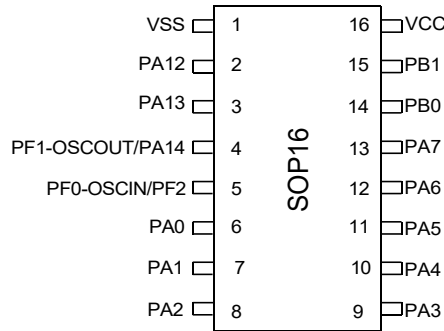 VSS 1 16 VCC
PA12 2 15 PB1
PA13 3 14 PB0
PF1-OSCOUT/PA14 4 13 PA7
PF0-OSCIN/PF2 5 12 PA6
SOP16
PA0 6 11 PA5
PA1 7 10 PA4
PA2 8 9 PA3